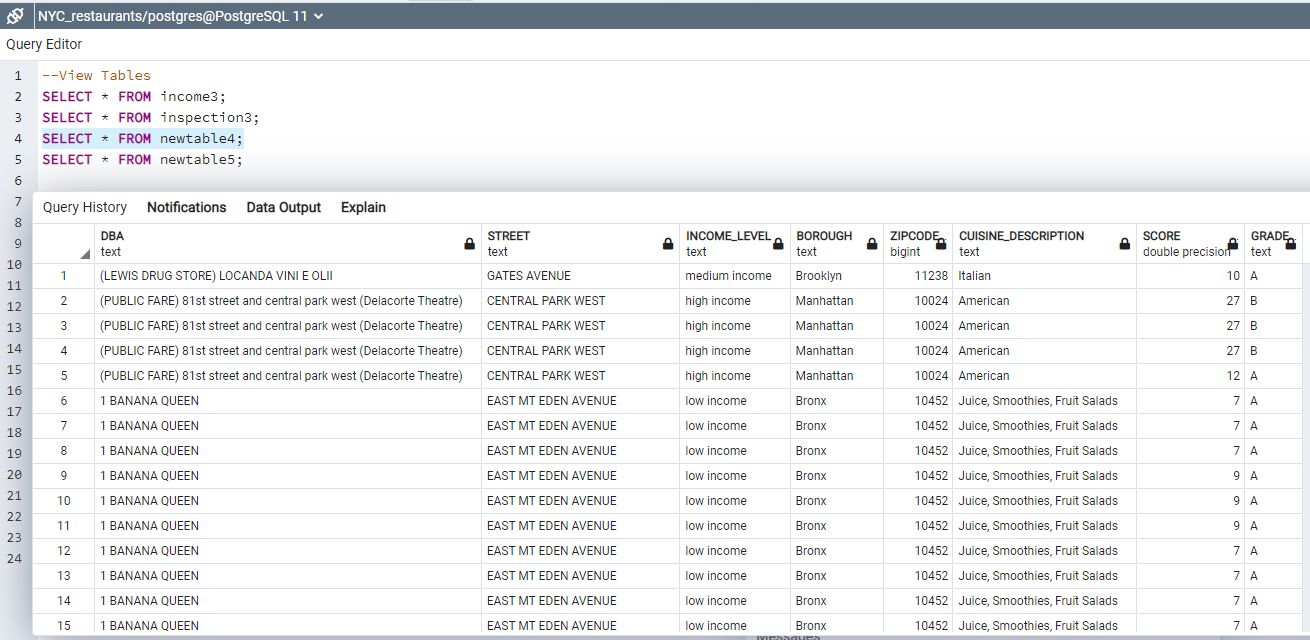 NYC_restaurants/postgres@PostgreSQL 11
Query Editor
1 --View Tables
2 SELECT * FROM income3;
3 SELECT * FROM inspection3;
4 SELECT * FROM newtable4;
5 SELECT * FROM newtable5;
6
7
8
9
10
11
12
13
14
15
16
17
18
19
20
21
22
23
24
Query History Notifications Data Output Explain
DBA STREET INCOME_LEVEL BOROUGH ZIPCODE CUISINE_DESCRIPTION SCORE GRADE
text text text text bigint text double precision text
1 (LEWIS DRUG STORE) LOCANDA VINI E OLII GATES AVENUE medium income Brooklyn 11238 Italian 10 A
2 (PUBLIC FARE) 81st street and central park west (Delacorte Theatre) CENTRAL PARK WEST high income Manhattan 10024 American 27 B
3 (PUBLIC FARE) 81st street and central park west (Delacorte Theatre) CENTRAL PARK WEST high income Manhattan 10024 American 27 B
4 (PUBLIC FARE) 81st street and central park west (Delacorte Theatre) CENTRAL PARK WEST high income Manhattan 10024 American 27 B
5 (PUBLIC FARE) 81st street and central park west (Delacorte Theatre) CENTRAL PARK WEST high income Manhattan 10024 American 12 A
6 1 BANANA QUEEN EAST MT EDEN AVENUE low income Bronx 10452 Juice, Smoothies, Fruit Salads 7 A
7 1 BANANA QUEEN EAST MT EDEN AVENUE low income Bronx 10452 Juice, Smoothies, Fruit Salads 7 A
8 1 BANANA QUEEN EAST MT EDEN AVENUE low income Bronx 10452 Juice, Smoothies, Fruit Salads 7 A
9 1 BANANA QUEEN EAST MT EDEN AVENUE low income Bronx 10452 Juice, Smoothies, Fruit Salads 9 A
10 1 BANANA QUEEN EAST MT EDEN AVENUE low income Bronx 10452 Juice, Smoothies, Fruit Salads 9 A
11 1 BANANA QUEEN EAST MT EDEN AVENUE low income Bronx 10452 Juice, Smoothies, Fruit Salads 9 A
12 1 BANANA QUEEN EAST MT EDEN AVENUE low income Bronx 10452 Juice, Smoothies, Fruit Salads 7 A
13 1 BANANA QUEEN EAST MT EDEN AVENUE low income Bronx 10452 Juice, Smoothies, Fruit Salads 7 A
14 1 BANANA QUEEN EAST MT EDEN AVENUE low income Bronx 10452 Juice, Smoothies, Fruit Salads 7 A
15 1 BANANA QUEEN EAST MT EDEN AVENUE low income Bronx 10452 Juice, Smoothies, Fruit Salads 7 A
Messages